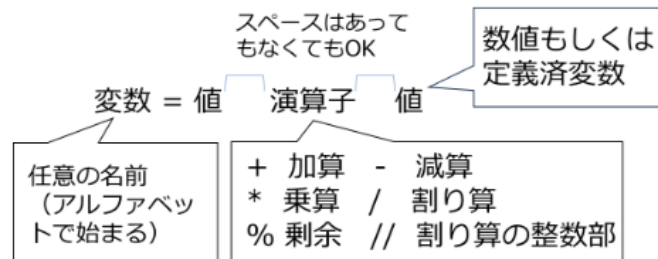 スペースはあって
もなくてもOK
数値もしくは
定義済変数
変数 = 値 演算子 値
任意の名前
（アルファベッ
トで始まる）
+ 加算 - 減算
* 乗算 / 割り算
% 剰余 // 割り算の整数部